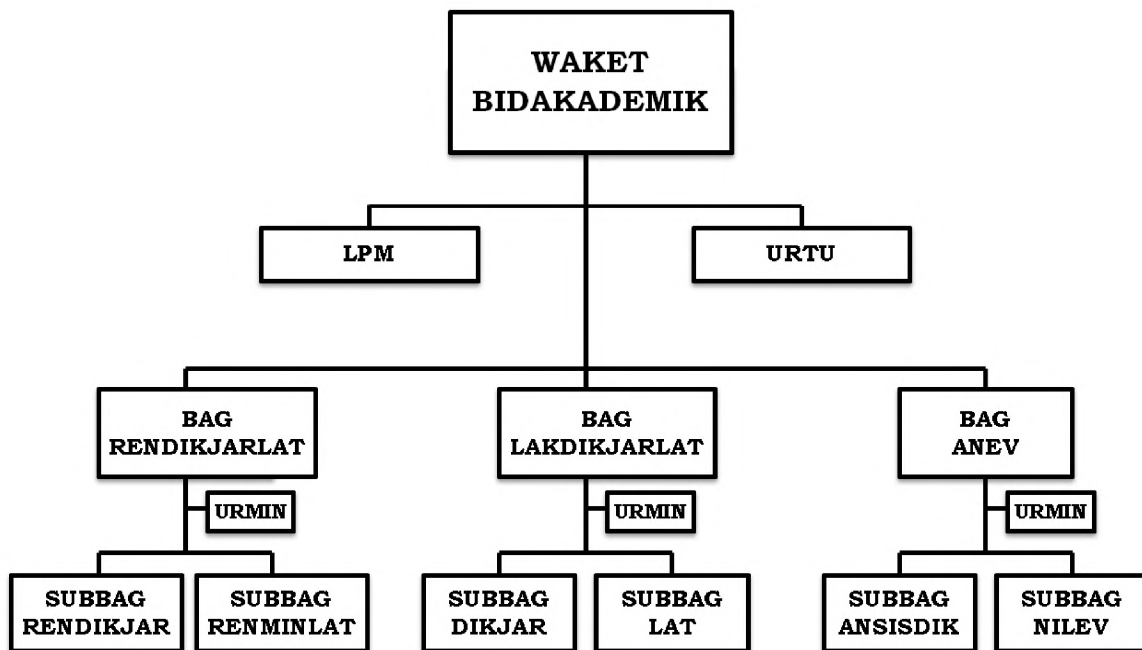 WAKET
BIDAKADEMIK
LPM
URTU
BAG
RENDIKJARLAT
BAG
LAKDIKJARLAT
BAG
ANEV
URMIN
URMIN
URMIN
SUBBAG
RENDIKJAR
SUBBAG
RENMINLAT
SUBBAG
DIKJAR
SUBBAG
LAT
SUBBAG
ANSISDIK
SUBBAG
NILEV